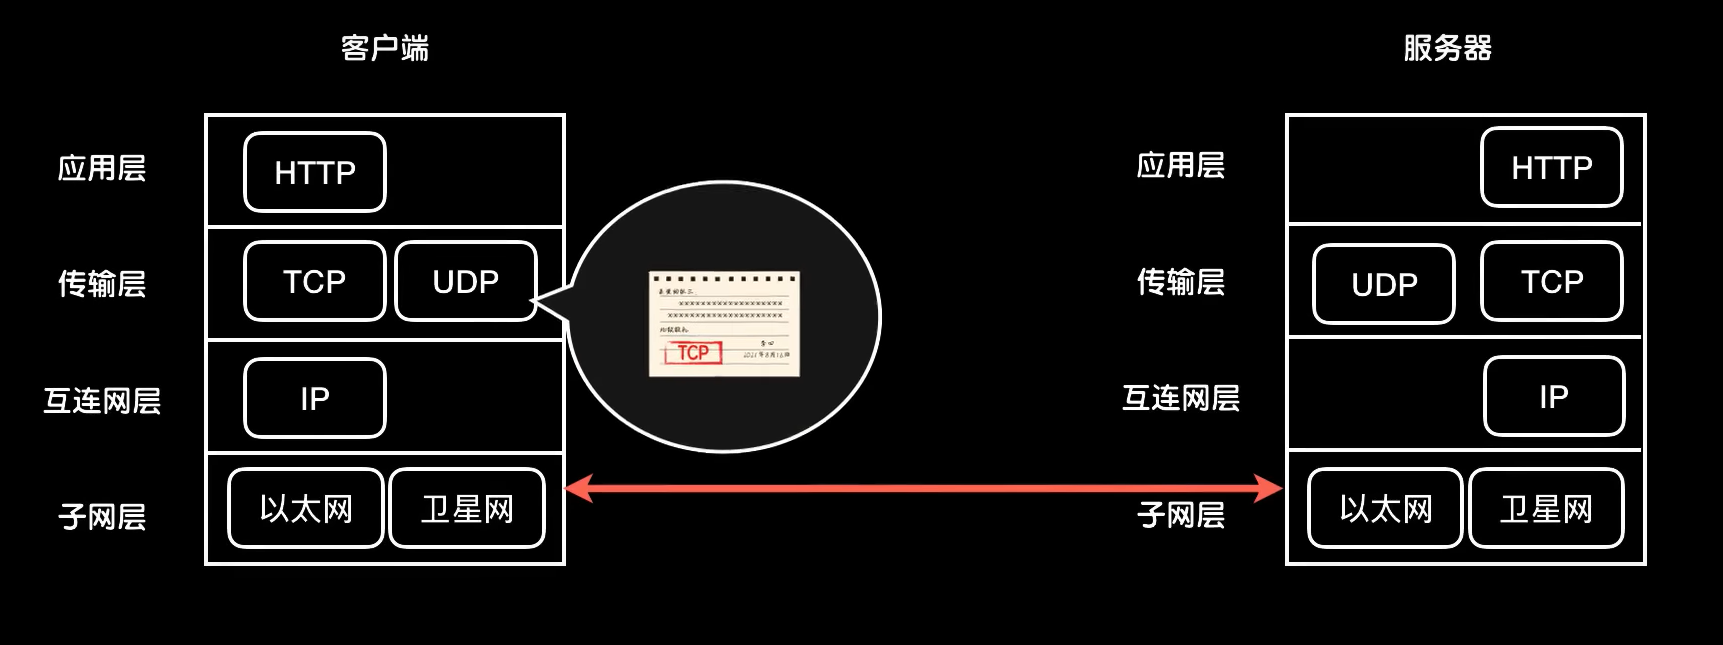 客户端
服务器
应用层
HTTP
传输层
TCP
UDP
互连网层
IP
子网层
以太网
卫星网
××××××××××××××××××××
TCP
李四
应用层
HTTP
传输层
UDP
TCP
互连网层
IP
子网层
以太网
卫星网